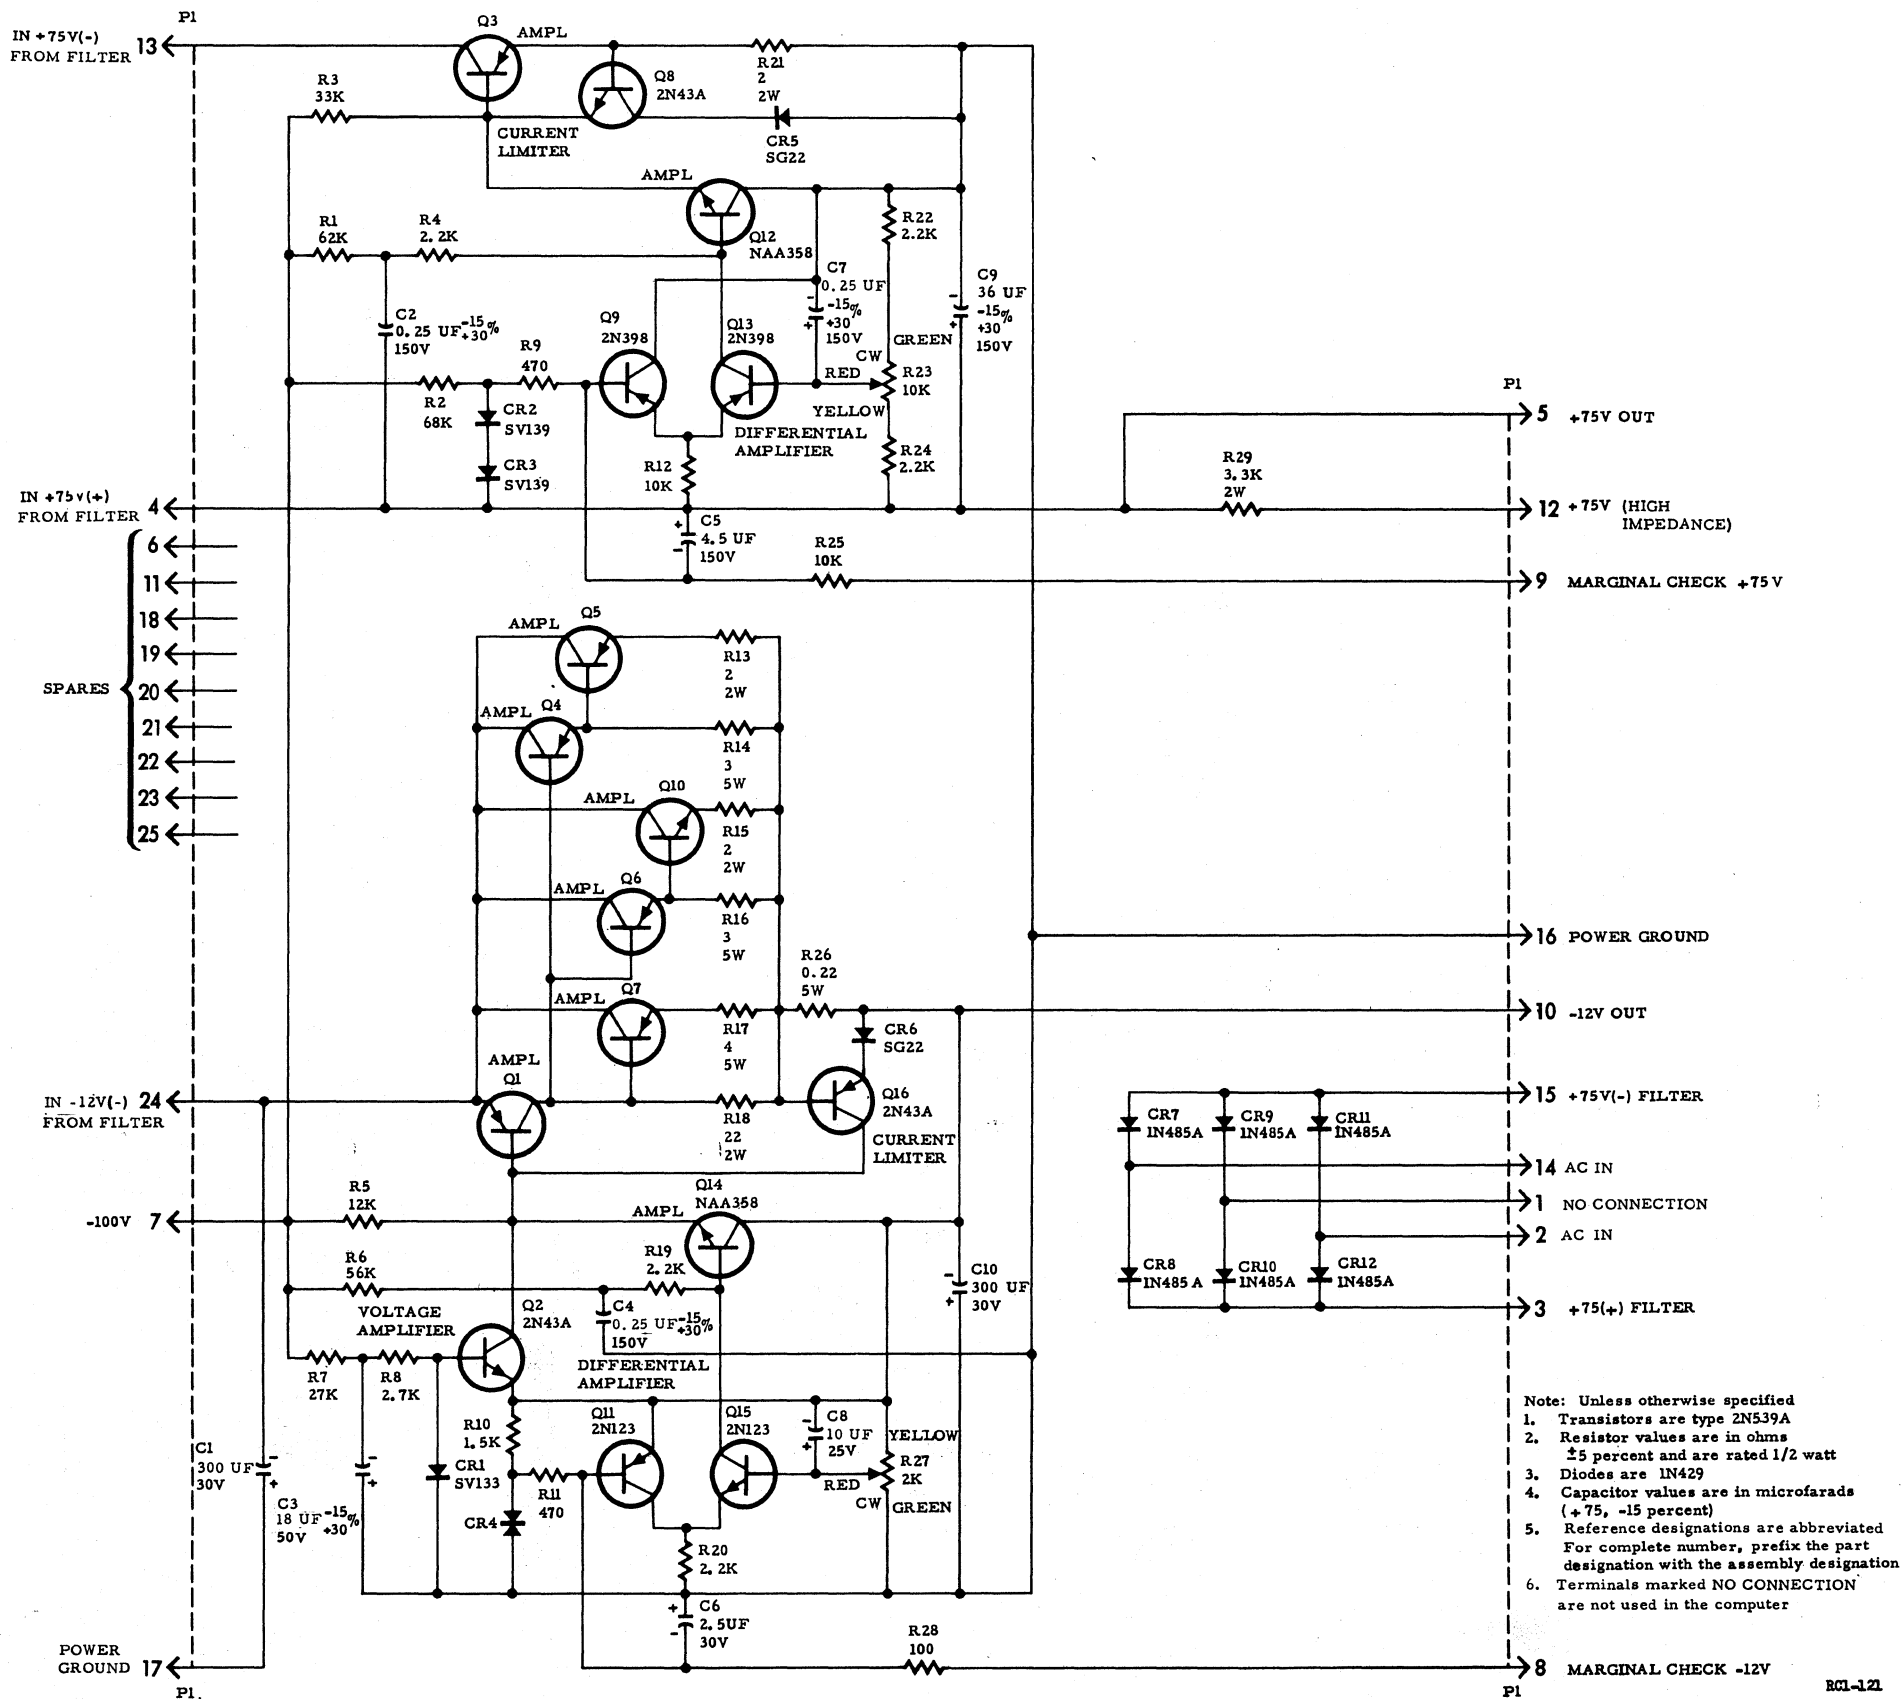 P1
IN +75V(-)
FROM FILTER 13
Q3
AMPL
Q8
2N43A
R21
2
2W
R3
33K
CURRENT
LIMITER
CR5
SG22
AMPL
Q12
NAA358
R22
2.2K
R1
62K
R4
2.2K
C7
0.25 UF
-15%
+30
150V
C9
36 UF
-15%
+30
150V
C2
0.25 UF -15%
+30%
150V
Q9
2N398
Q13
2N398
GREEN
CW
RED
R23
10K
YELLOW
R9
470
R2
68K
CR2
SV139
CR3
SV139
DIFFERENTIAL
AMPLIFIER
R12
10K
R24
2.2K
P1
5 +75V OUT
R29
3.3K
2W
12 +75V (HIGH
IMPEDANCE)
IN +75V(+)
FROM FILTER 4
C5
4.5 UF
150V
R25
10K
9 MARGINAL CHECK +75V
SPARES
6
11
18
19
20
21
22
23
25
AMPL
Q5
R13
2
2W
AMPL
Q4
R14
3
5W
AMPL
Q10
R15
2
2W
AMPL
Q6
R16
3
5W
16 POWER GROUND
R26
0.22
5W
AMPL
Q7
R17
4
5W
10 -12V OUT
CR6
SG22
AMPL
Q1
IN -12V(-) 24
FROM FILTER
R18
22
2W
Q16
2N43A
CURRENT
LIMITER
15 +75V(-) FILTER
CR7
1N485A
CR9
1N485A
CR11
1N485A
14 AC IN
1 NO CONNECTION
2 AC IN
CR8
1N485A
CR10
1N485A
CR12
1N485A
3 +75(+) FILTER
-100V 7
R5
12K
AMPL
Q14
NAA358
R6
56K
R19
2.2K
C10
300 UF
30V
VOLTAGE
AMPLIFIER
Q2
2N43A
C4
0.25 UF -15%
+30%
150V
DIFFERENTIAL
AMPLIFIER
R7
27K
R8
2.7K
R10
1.5K
Q11
2N123
Q15
2N123
C8
10 UF
25V
YELLOW
R27
2K
RED
CW
GREEN
C1
300 UF
30V
C3
18 UF -15%
+30
50V
CR1
SV133
CR4
R11
470
R20
2.2K
C6
2.5UF
30V
R28
100
POWER
GROUND 17
P1.
8 MARGINAL CHECK -12V
P1
Note: Unless otherwise specified
1. Transistors are type 2N539A
2. Resistor values are in ohms
±5 percent and are rated 1/2 watt
3. Diodes are 1N429
4. Capacitor values are in microfarads
(+75, -15 percent)
5. Reference designations are abbreviated
For complete number, prefix the part
designation with the assembly designation
6. Terminals marked NO CONNECTION
are not used in the computer
RC1-121